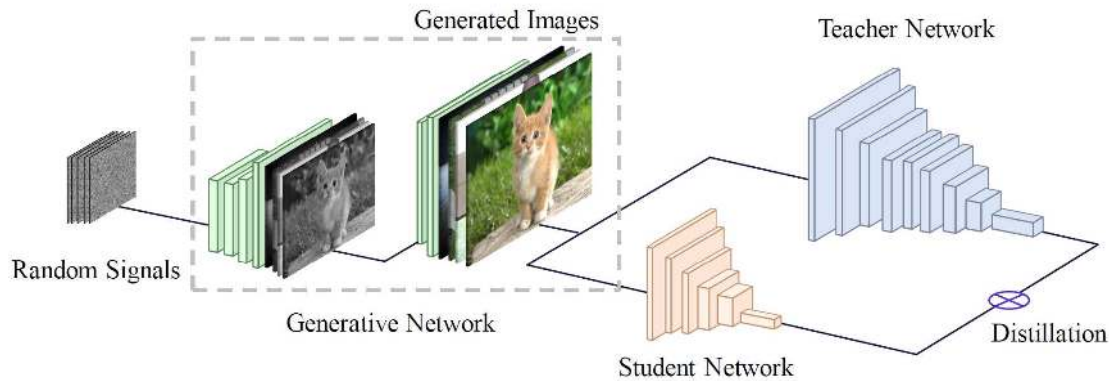 Generated Images
Teacher Network
Random Signals
Generative Network
Student Network
Distillation